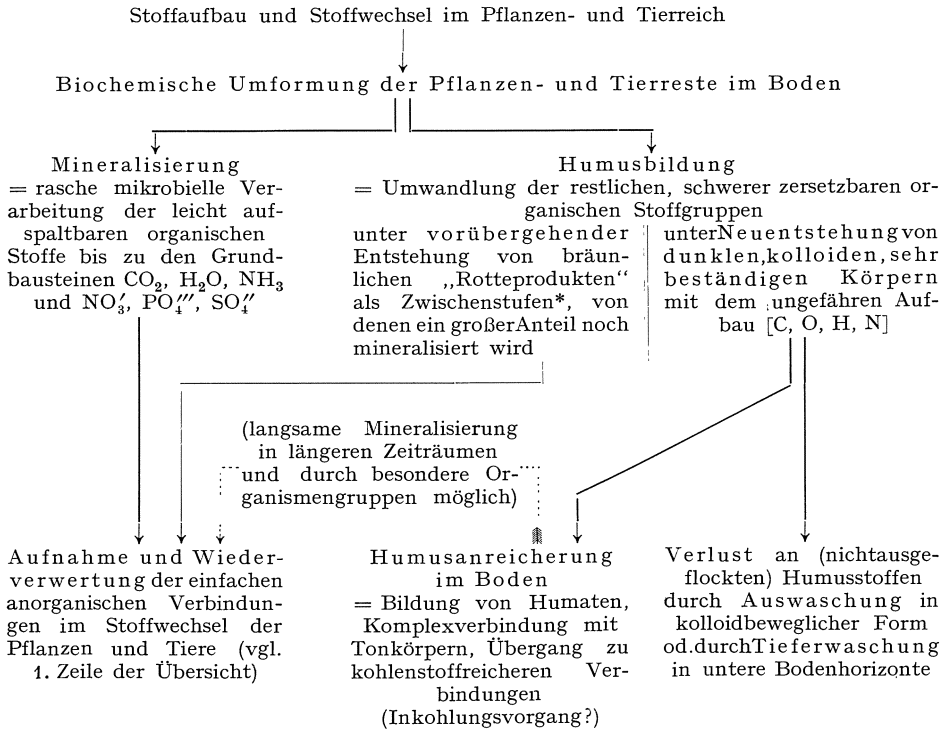 Stoffaufbau und Stoffwechsel im Pflanzen- und Tierreich
Biochemische Umformung der Pflanzen- und Tierreste im Boden
Mineralisierung
= rasche mikrobielle Ver-
arbeitung der leicht auf-
spaltbaren organischen
Stoffe bis zu den Grund-
bausteinen CO₂, H₂O, NH₃
und NO₃′, PO₄‴, SO₄″
Humusbildung
= Umwandlung der restlichen, schwerer zersetzbaren or-
ganischen Stoffgruppen
unter vorübergehender
Entstehung von bräun-
lichen „Rotteprodukten“
als Zwischenstufen*, von
denen ein großer Anteil noch
mineralisiert wird
unter Neuentstehung von
dunklen, kolloiden, sehr
beständigen Körpern
mit dem ungefähren Auf-
bau [C, O, H, N]
(langsame Mineralisierung
in längeren Zeiträumen
und durch besondere Or-
ganismengruppen möglich)
Aufnahme und Wieder-
verwertung der einfachen
anorganischen Verbindun-
gen im Stoffwechsel der
Pflanzen und Tiere (vgl.
1. Zeile der Übersicht)
Humusanreicherung
im Boden
= Bildung von Humaten,
Komplexverbindung mit
Tonkörpern, Übergang zu
kohlenstoffreicheren Ver-
bindungen
(Inkohlungsvorgang?)
Verlust an (nichtausge-
flockten) Humusstoffen
durch Auswaschung in
kolloidbeweglicher Form
od. durch Tieferwaschung
in untere Bodenhorizonte